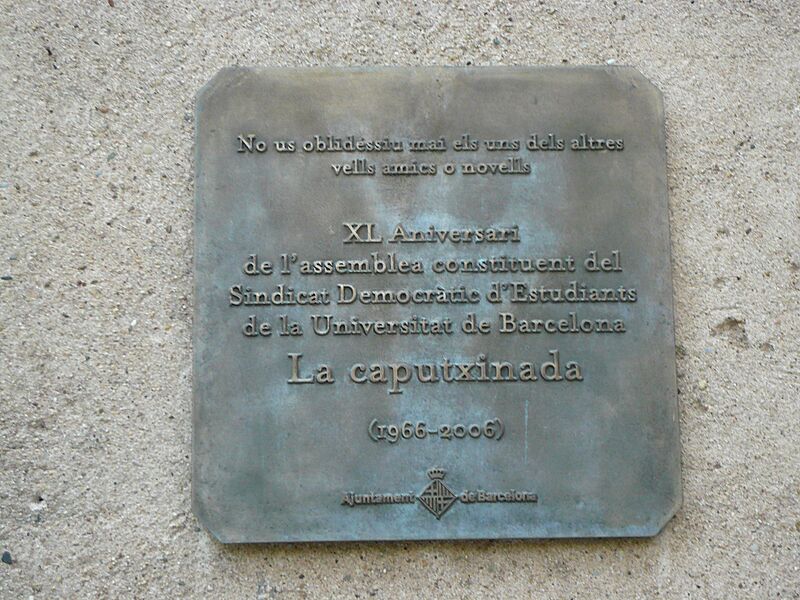 No us oblidéssiu mai els uns dels altres
vells amics o novells
XL Aniversari
de l'assemblea constituent del
Sindicat Democràtic d'Estudiants
de la Universitat de Barcelona
La caputxinada
(1966-2006)
Ajuntament de Barcelona